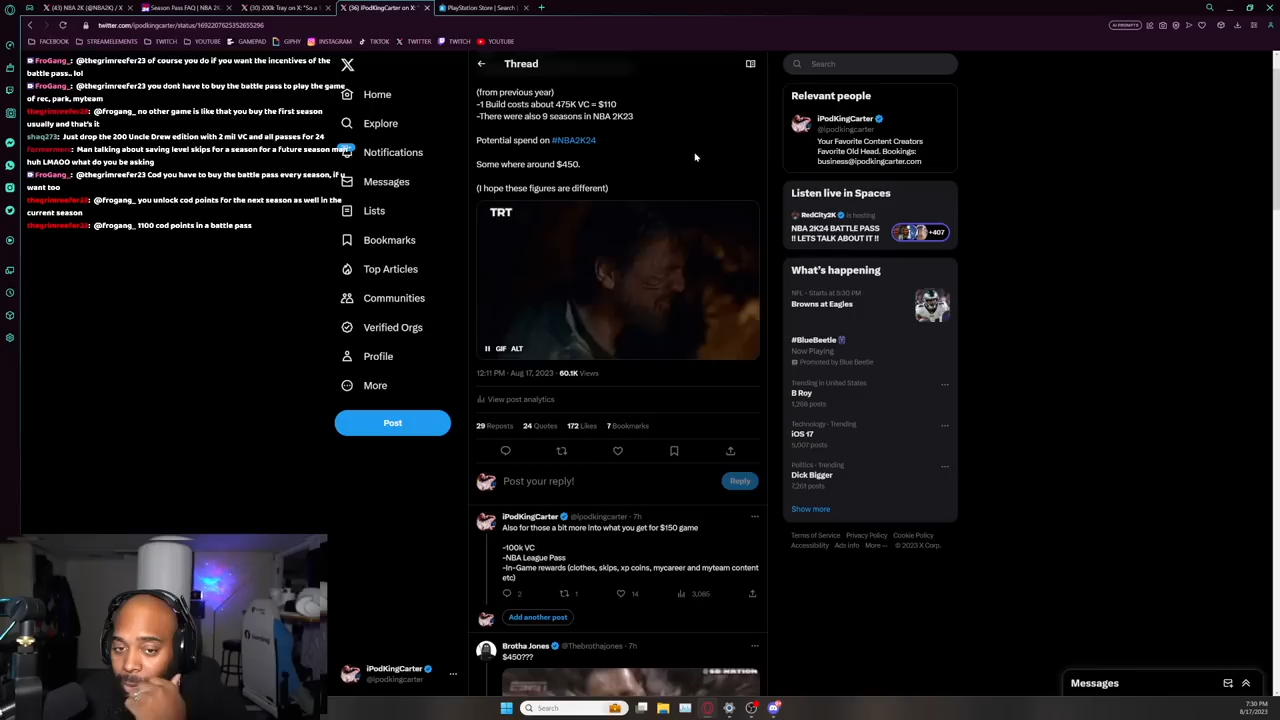 (43) NBA 2K (@NBA2K) / X
Season Pass FAQ | NBA 2K
(30) 200k Tray on X: "So a
(36) iPodKingCarter on X:
PlayStation Store | Search |
twitter.com/ipodkingcarter/status/1692207625352655296
AI PROMPTS
FACEBOOK
STREAMELEMENTS
TWITCH
YOUTUBE
GAMEPAD
GIPHY
INSTAGRAM
TIKTOK
TWITTER
TWITCH
YOUTUBE
FroGang_: @thegrimreefer23 of course you do if you want the incentives of the
battle pass.. lol
FroGang_: @thegrimreefer23 you dont have to buy the battle pass to play the game
of rec, park, myteam
thegrimreefer23: @frogang_ no other game is like that you buy the first season
usually and that's it
shaq273: Just drop the 200 Uncle Drew edition with 2 mil VC and all passes for 24
Man talking about saving level skips for a season for a future season man
huh LMAOO what do you be asking
FroGang_: @thegrimreefer23 Cod you have to buy the battle pass every season, if u
want too
thegrimreefer23: @frogang_ you unlock cod points for the next season as well in the
current season
thegrimreefer23: @frogang_ 1100 cod points in a battle pass
Home
Explore
Notifications
Messages
Lists
Bookmarks
Top Articles
Communities
Verified Orgs
Profile
More
Post
iPodKingCarter
@ipodkingcarter
Thread
(from previous year)
-1 Build costs about 475K VC = $110
-There were also 9 seasons in NBA 2K23
Potential spend on #NBA2K24
Some where around $450.
(I hope these figures are different)
TRT
GIF ALT
12:11 PM · Aug 17, 2023 · 60.1K Views
View post analytics
29 Reposts 24 Quotes 172 Likes 7 Bookmarks
Post your reply!
Reply
iPodKingCarter @ipodkingcarter · 7h
Also for those a bit more into what you get for $150 game
-100k VC
-NBA League Pass
-In-Game rewards (clothes, skips, xp coins, mycareer and myteam content
etc)
2
1
14
3,065
Add another post
Brotha Jones @Thebrothajones · 7h
$450???
Search
Relevant people
iPodKingCarter
@ipodkingcarter
Your Favorite Content Creators
Favorite Old Head. Bookings:
business@ipodkingcarter.com
Listen live in Spaces
RedCity2K is hosting
NBA 2K24 BATTLE PASS
!! LETS TALK ABOUT IT !!
+407
What's happening
NFL · Starts at 5:30 PM
Browns at Eagles
#BlueBeetle
Now Playing
Promoted by Blue Beetle
Trending in United States
B Roy
1,266 posts
Technology · Trending
iOS 17
5,007 posts
Politics · Trending
Dick Bigger
7,261 posts
Show more
Terms of Service Privacy Policy Cookie Policy
Accessibility Ads info More ··· © 2023 X Corp.
Messages
Search
7:30 PM
8/17/2023